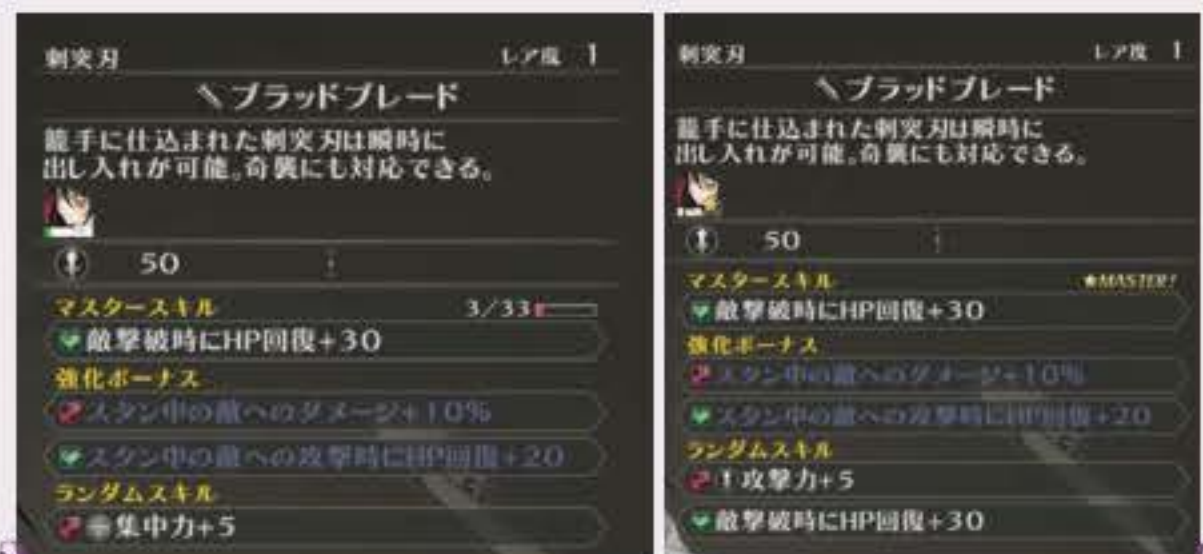 刺突刃 レア度 1
ブラッドブレード
籠手に仕込まれた刺突刃は瞬時に
出し入れが可能。奇襲にも対応できる。
50
マスタースキル 3/33
敵撃破時にHP回復+30
強化ボーナス
スタン中の敵へのダメージ+10%
スタン中の敵への攻撃時にHP回復+20
ランダムスキル
集中力+5
刺突刃 レア度 1
ブラッドブレード
籠手に仕込まれた刺突刃は瞬時に
出し入れが可能。奇襲にも対応できる。
50
マスタースキル ★MASTER!
敵撃破時にHP回復+30
強化ボーナス
スタン中の敵へのダメージ+10%
スタン中の敵への攻撃時にHP回復+20
ランダムスキル
攻撃力+5
敵撃破時にHP回復+30